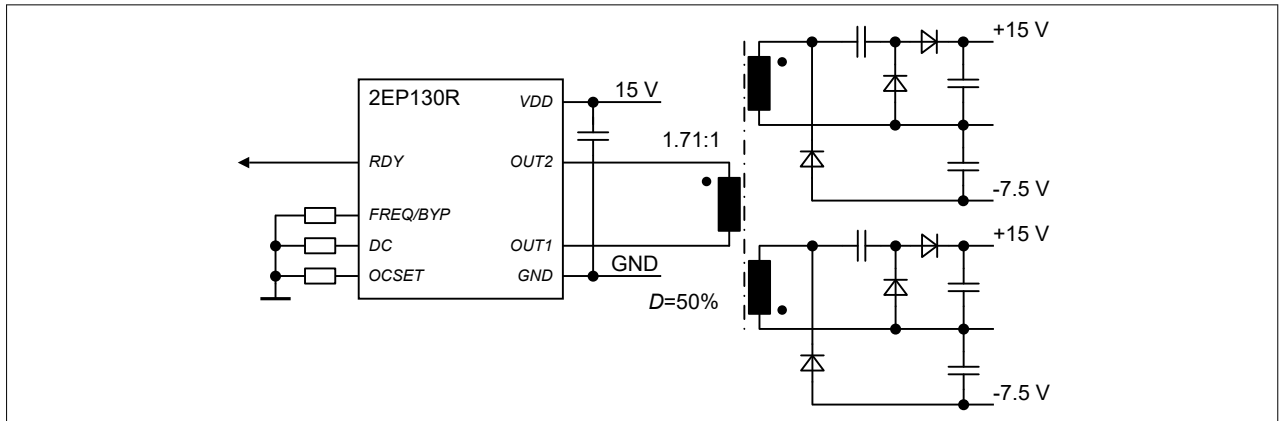 +15 V
2EP130R
VDD
15 V
1.71:1
RDY
OUT2
-7.5 V
FREQ/BYP
DC
OUT1
+15 V
OCSET
GND
GND
D=50%
-7.5 V